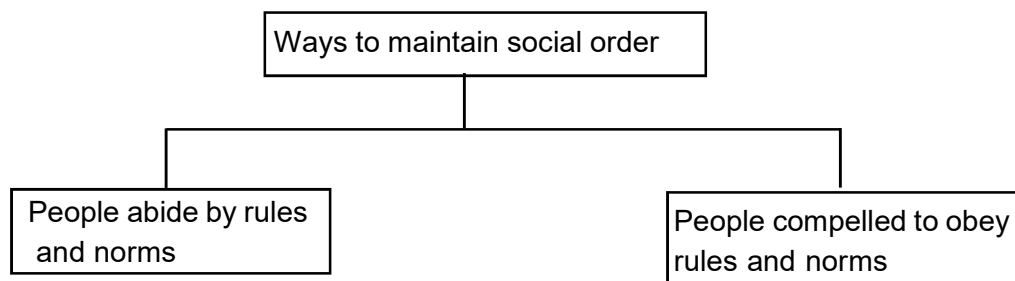 Ways to maintain social order
People abide by rules
and norms
People compelled to obey
rules and norms